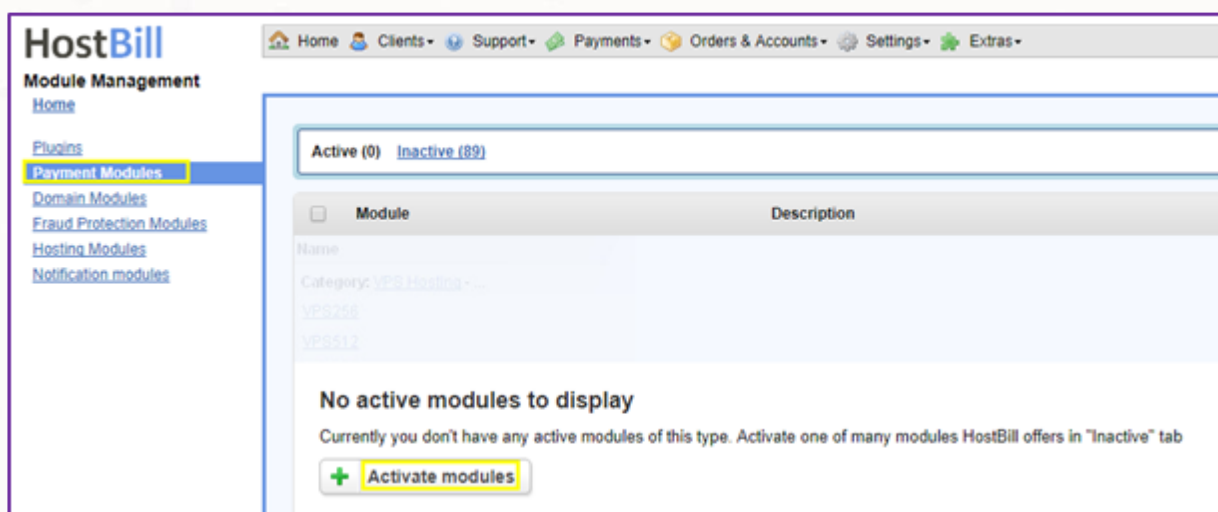 HostBill
Home Clients Support Payments Orders & Accounts Settings Extras
Module Management
Home
Plugins
Payment Modules
Domain Modules
Fraud Protection Modules
Hosting Modules
Notification modules
Active (0) Inactive (89)
Module Description
Name
Category: VPS Hosting - ...
VPS256
VPS512
No active modules to display
Currently you don't have any active modules of this type. Activate one of many modules HostBill offers in "Inactive" tab
Activate modules